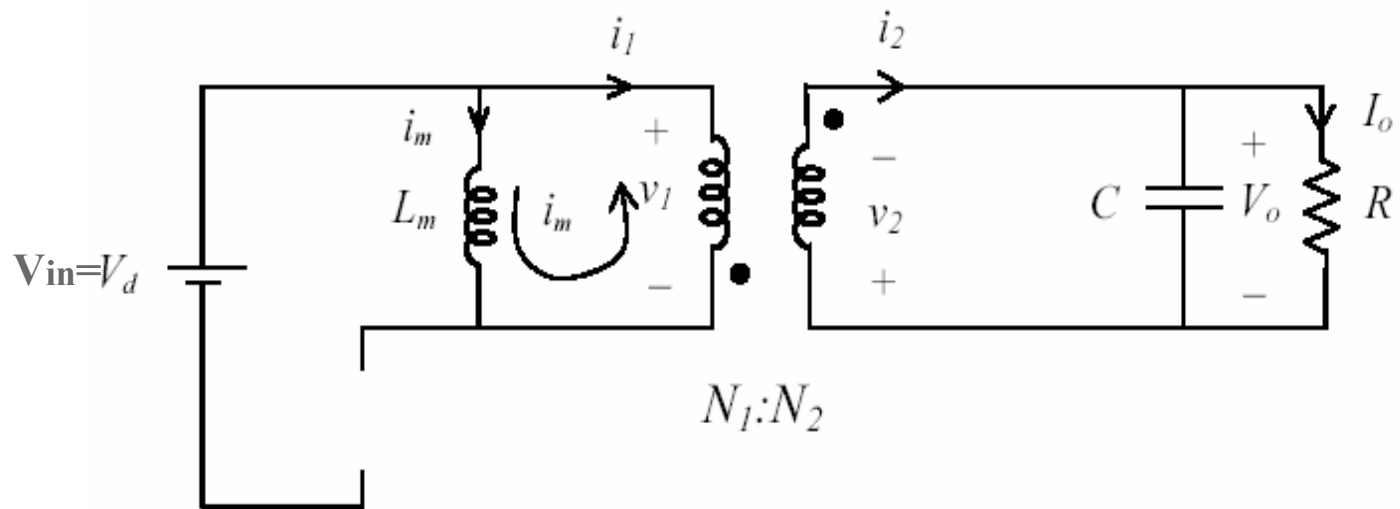 i1
i2
im
+
−
Io
Lm
im
v1
v2
C
+
Vo
R
Vin=Vd
−
+
−
N1:N2